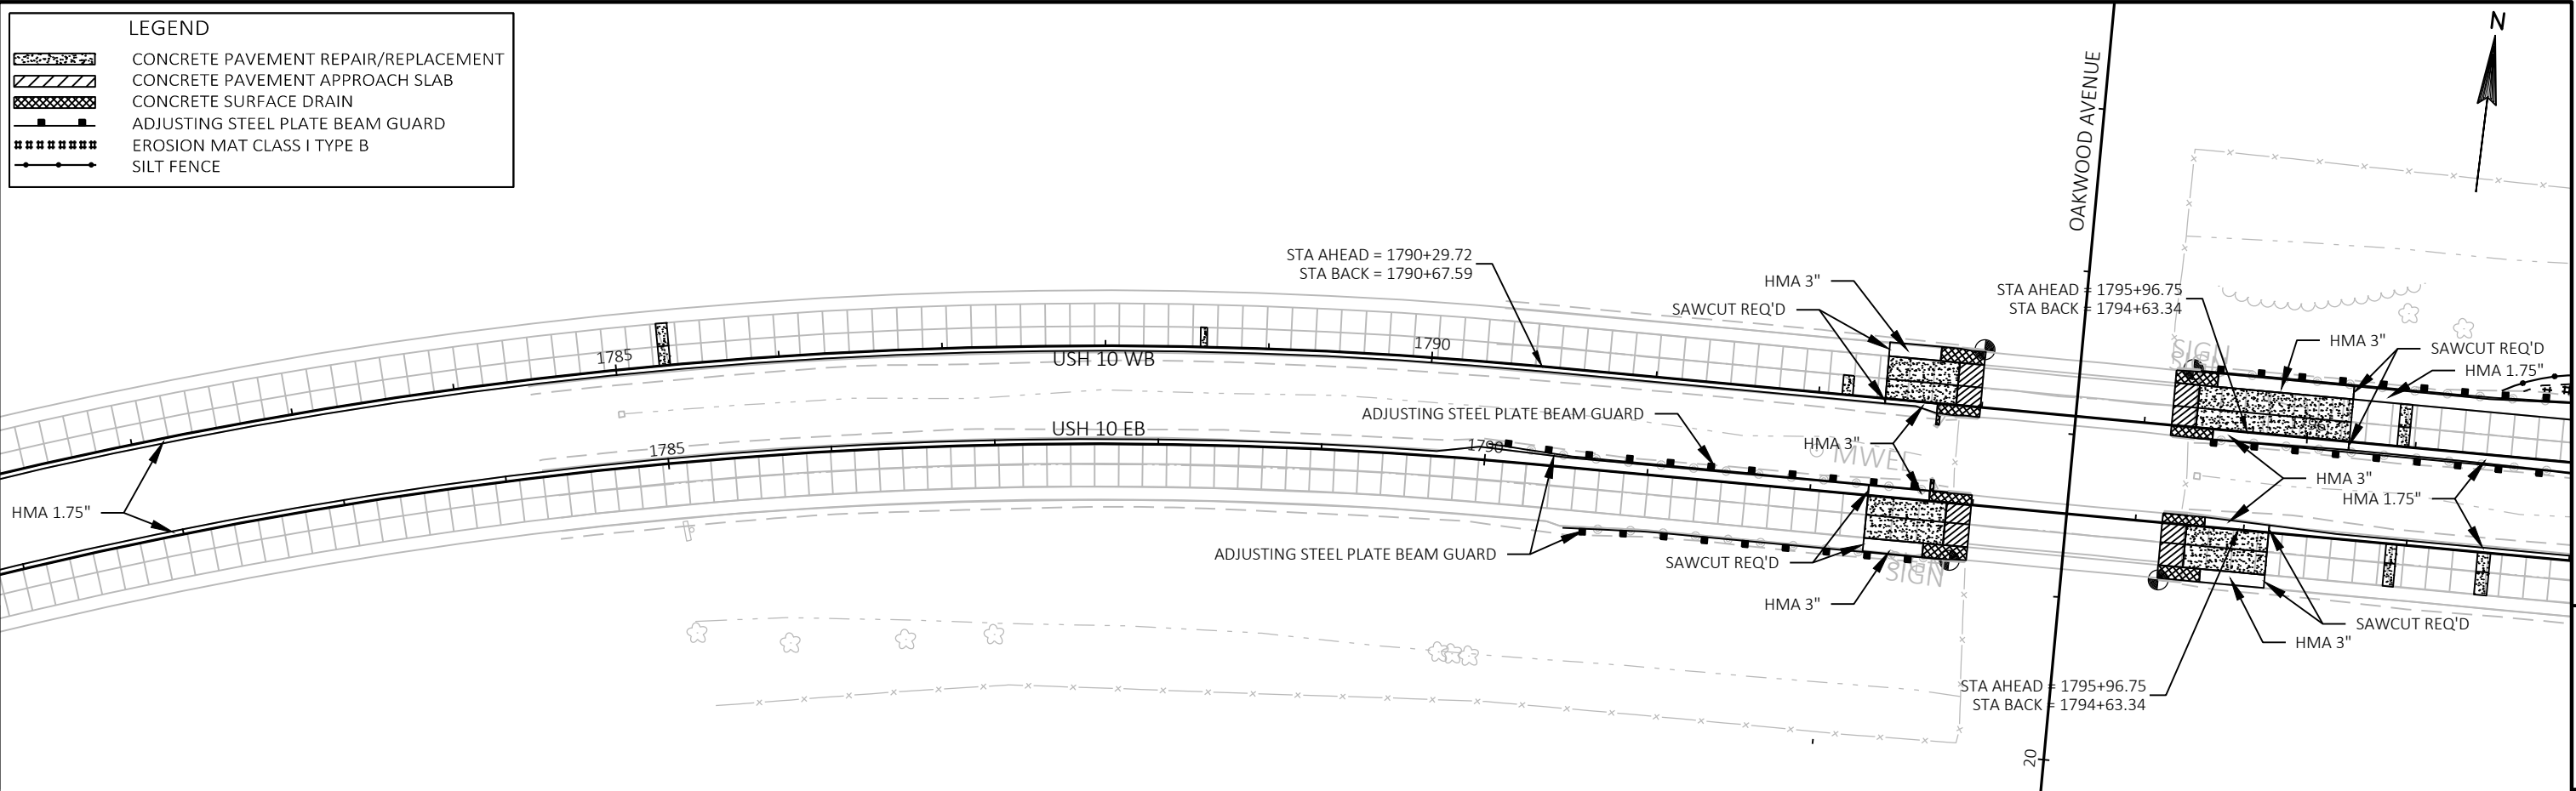 LEGEND
CONCRETE PAVEMENT REPAIR/REPLACEMENT
CONCRETE PAVEMENT APPROACH SLAB
CONCRETE SURFACE DRAIN
ADJUSTING STEEL PLATE BEAM GUARD
EROSION MAT CLASS I TYPE B
SILT FENCE
N
OAKWOOD AVENUE
STA AHEAD = 1790+29.72
STA BACK = 1790+67.59
HMA 3"
SAWCUT REQ'D
STA AHEAD = 1795+96.75
STA BACK = 1794+63.34
HMA 3"
SAWCUT REQ'D
HMA 1.75"
SIGN
1785
USH 10 WB
1790
ADJUSTING STEEL PLATE BEAM GUARD
USH 10 EB
1785
1790
HMA 3"
HMA 3"
HMA 1.75"
HMA 1.75"
ADJUSTING STEEL PLATE BEAM GUARD
SAWCUT REQ'D
SIGN
HMA 3"
SAWCUT REQ'D
HMA 3"
STA AHEAD = 1795+96.75
STA BACK = 1794+63.34
20